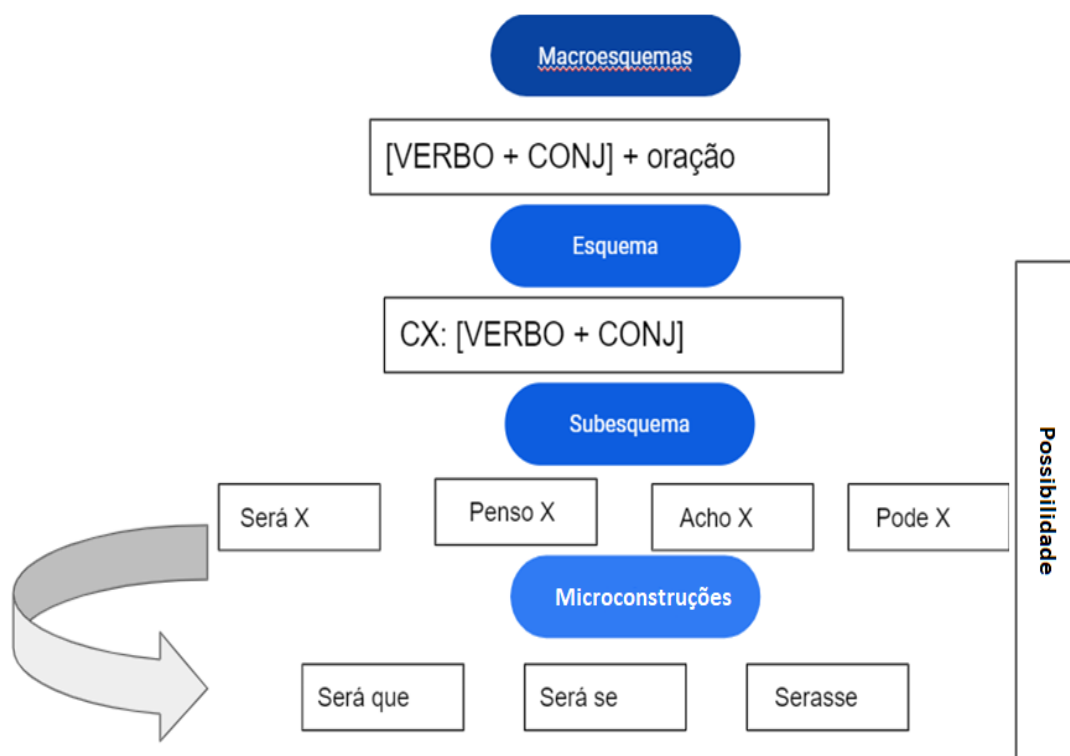 Macroesquemas
[VERBO + CONJ] + oração
Esquema
CX: [VERBO + CONJ]
Subesquema
Será X
Penso X
Acho X
Pode X
Microconstruções
Será que
Será se
Serasse
Possibilidade